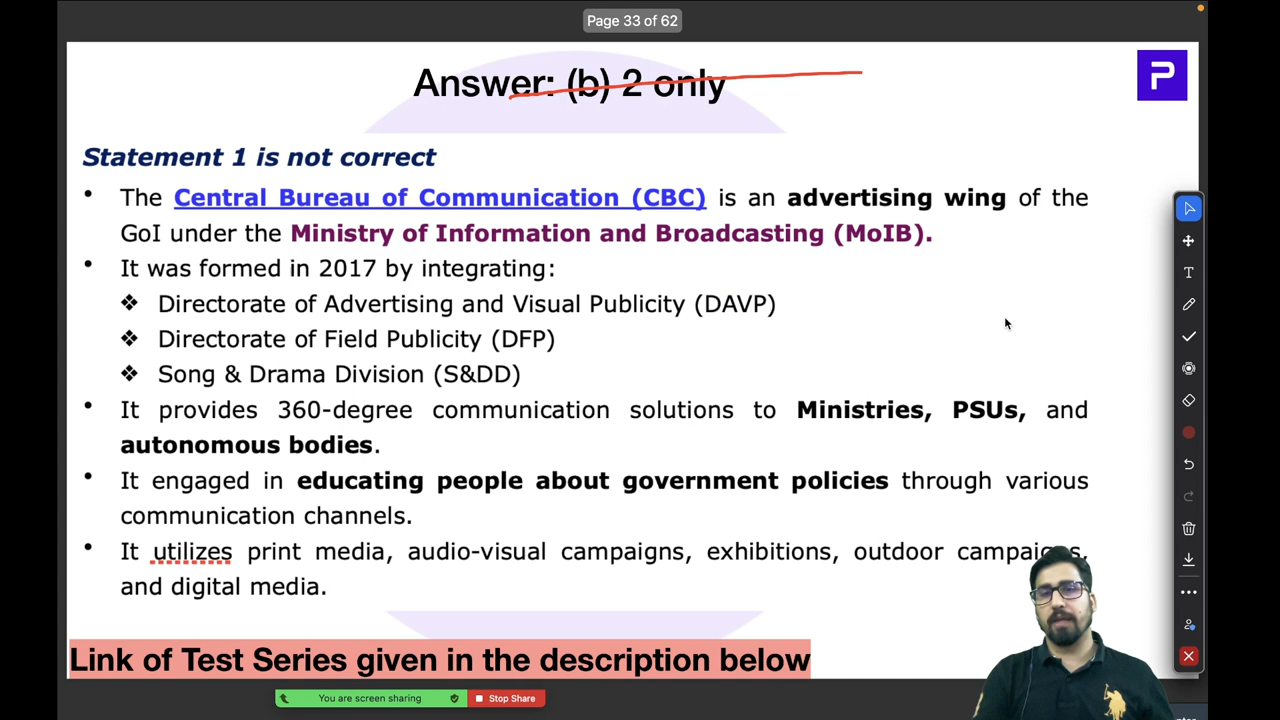 Page 33 of 62
Answer: (b) 2 only
P
Statement 1 is not correct
• The Central Bureau of Communication (CBC) is an advertising wing of the
GoI under the Ministry of Information and Broadcasting (MoIB).
• It was formed in 2017 by integrating:
❖ Directorate of Advertising and Visual Publicity (DAVP)
❖ Directorate of Field Publicity (DFP)
❖ Song & Drama Division (S&DD)
• It provides 360-degree communication solutions to Ministries, PSUs, and
autonomous bodies.
• It engaged in educating people about government policies through various
communication channels.
• It utilizes print media, audio-visual campaigns, exhibitions, outdoor campaigns,
and digital media.
Link of Test Series given in the description below
You are screen sharing
Stop Share